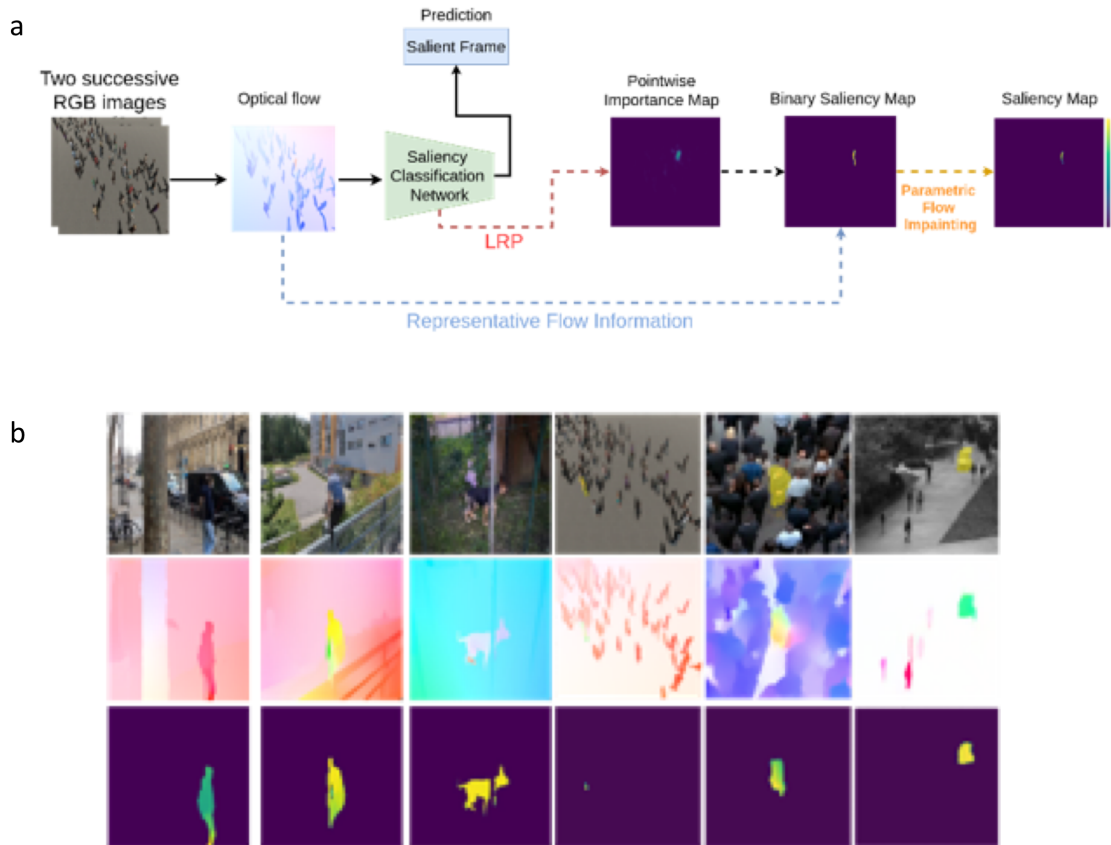 a
Prediction
Salient Frame
Two successive
RGB images
Optical flow
Saliency
Classification
Network
LRP
Pointwise
Importance Map
Binary Saliency Map
Saliency Map
Parametric
Flow
Impainting
Representative Flow Information
b